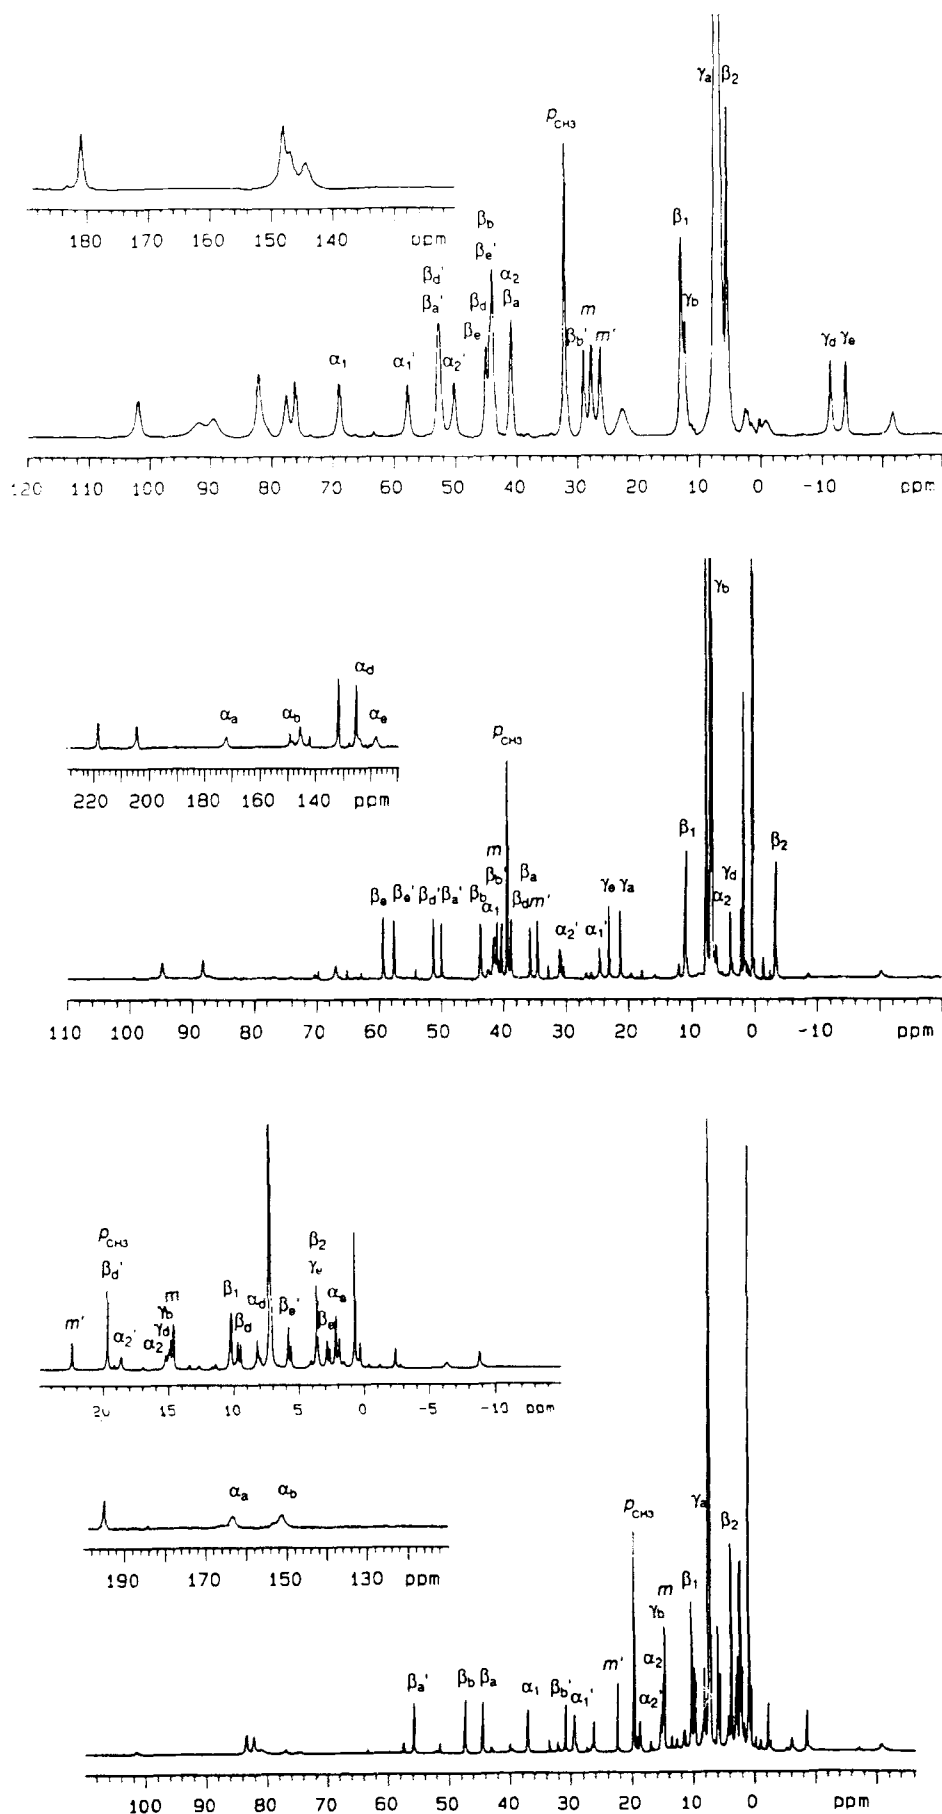 γa β2
pCH3
βb βe' β1
βd' α2 γb
βa' βd βa m
α1 α1' α2' βe βb' m' γd γe
180 170 160 150 140 ppm
120 110 100 90 80 70 60 50 40 30 20 10 0 -10 ppm
γb
αd
αa αb αe
pCH3
220 200 180 160 140 ppm
β1 β2
m βa
βe βe' βd' βa' βb βb' βd/m' γe γa γd
α1 α2' α1' α2
110 100 90 80 70 60 50 40 30 20 10 0 -10 ppm
pCH3 β2
βd' m γe
γb β1 αd αe
m' α2' α2 γd βd βe' βe
20 15 10 5 0 -5 -10 ppm
αa αb
190 170 150 130 ppm
pCH3 γa β2
m β1
γb
βa' βb βa α1 βb' α1' m' α2 α2'
100 90 80 70 60 50 40 30 20 10 0 ppm